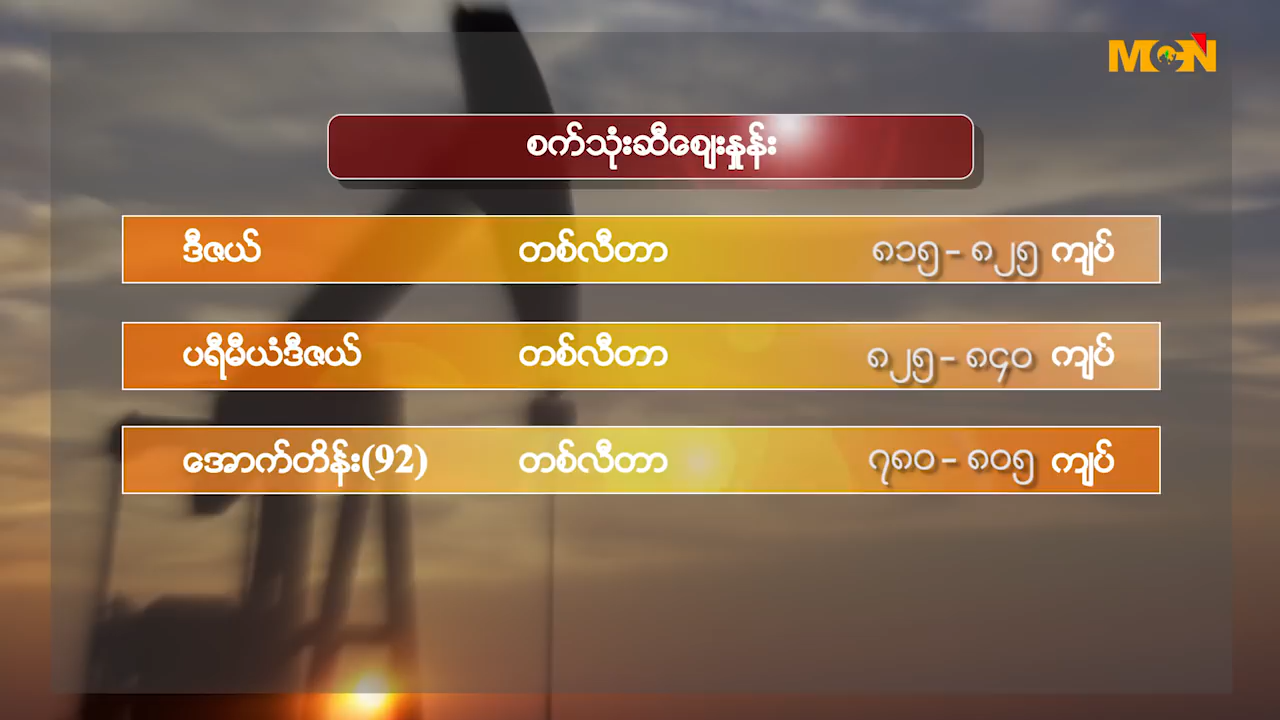 MCN
စက်သုံးဆီဈေးနှုန်း
ဒီဇယ် တစ်လီတာ ၈၁၅ - ၈၂၅ ကျပ်
ပရီမီယံဒီဇယ် တစ်လီတာ ၈၂၅ - ၈၄၀ ကျပ်
အောက်တိန်း(92) တစ်လီတာ ၇၈၀ - ၈၀၅ ကျပ်